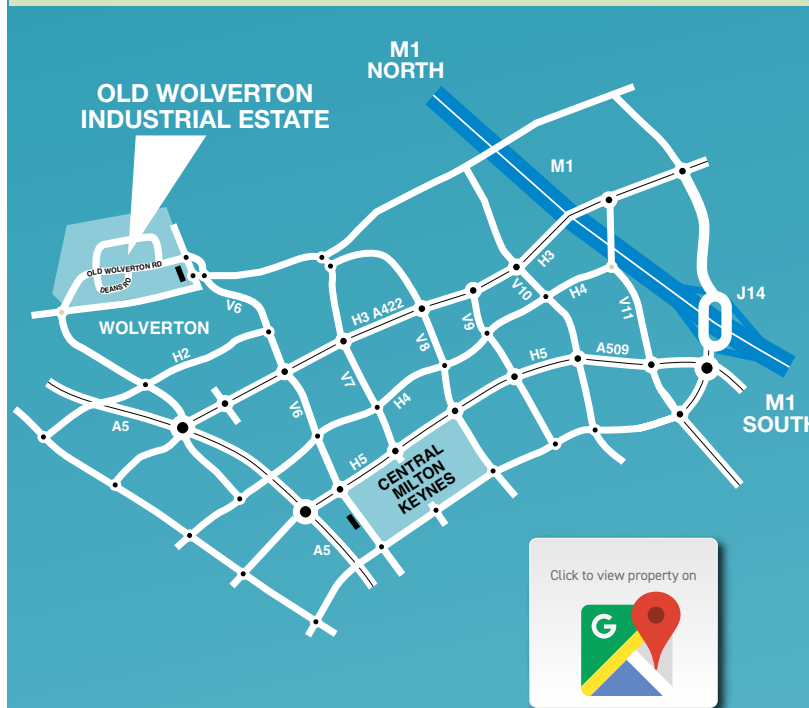 M1
NORTH
OLD WOLVERTON
INDUSTRIAL ESTATE
M1
OLD WOLVERTON RD
DEANS RD
H3
V10
H4
V6
J14
WOLVERTON
H3 A422
V9
V11
V8
H2
H5
A509
V7
V6
H4
M1
SOUTH
A5
H5
CENTRAL
MILTON
KEYNES
A5
Click to view property on
G